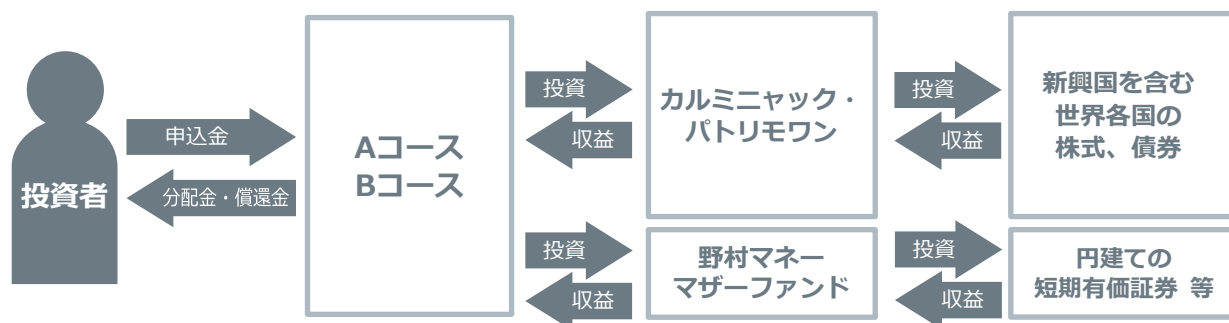 投資者
申込金
分配金・償還金
Aコース
Bコース
投資
収益
カルミニャック・
パトリモワン
投資
収益
新興国を含む
世界各国の
株式、債券
投資
収益
野村マネー
マザーファンド
投資
収益
円建ての
短期有価証券 等